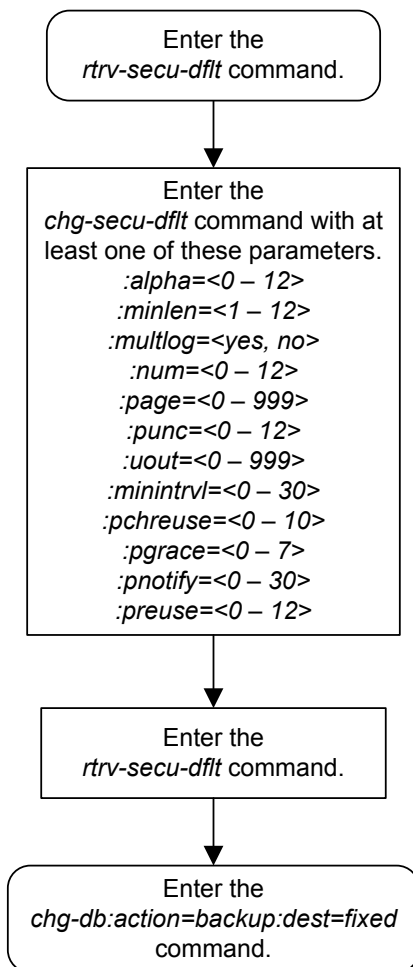 Enter the
rtrv-secu-dflt command.
Enter the
chg-secu-dflt command with at
least one of these parameters.
:alpha=<0 – 12>
:minlen=<1 – 12>
:multlog=<yes, no>
:num=<0 – 12>
:page=<0 – 999>
:punc=<0 – 12>
:uout=<0 – 999>
:minintrvl=<0 – 30>
:pchreuse=<0 – 10>
:pgrace=<0 – 7>
:pnotify=<0 – 30>
:preuse=<0 – 12>
Enter the
rtrv-secu-dflt command.
Enter the
chg-db:action=backup:dest=fixed
command.